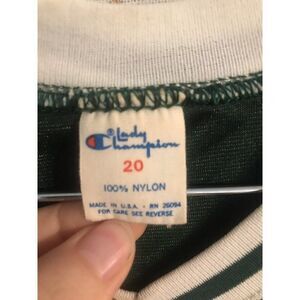 ®Lady
Champion
20
100% NYLON
MADE IN U.S.A. - RN 26094
FOR CARE SEE REVERSE